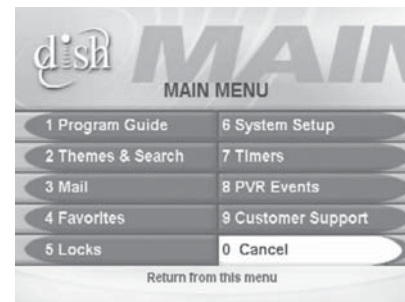 dish
MAIN
MAIN MENU
1 Program Guide
2 Themes & Search
3 Mail
4 Favorites
5 Locks
6 System Setup
7 Timers
8 PVR Events
9 Customer Support
0 Cancel
Return from this menu